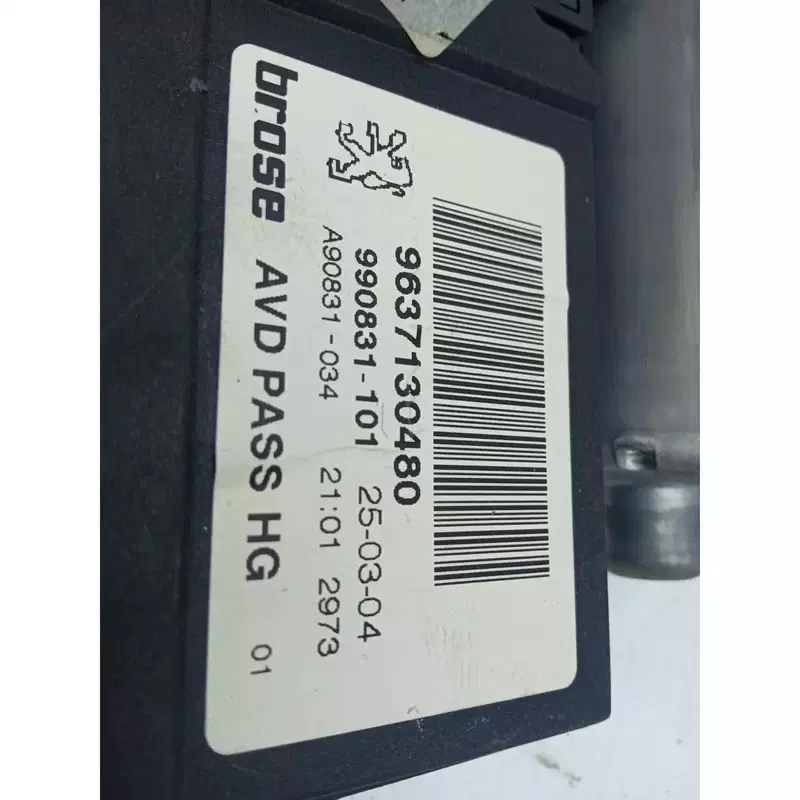 9637130480
990831-101 25-03-04
A90831-034 21:01 2973
brose AVD PASS HG 01